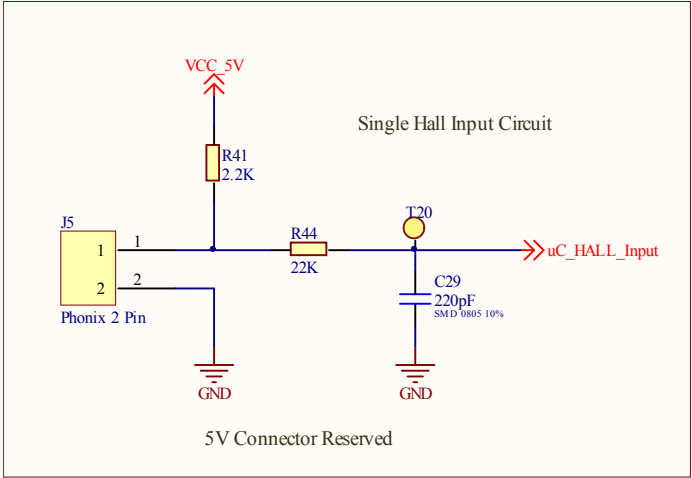 VCC_5V
Single Hall Input Circuit
R41
2.2K
J5
1
1
2
2
Phonix 2 Pin
R44
22K
T20
uC_HALL_Input
C29
220pF
SMD 0805 10%
GND
GND
5V Connector Reserved